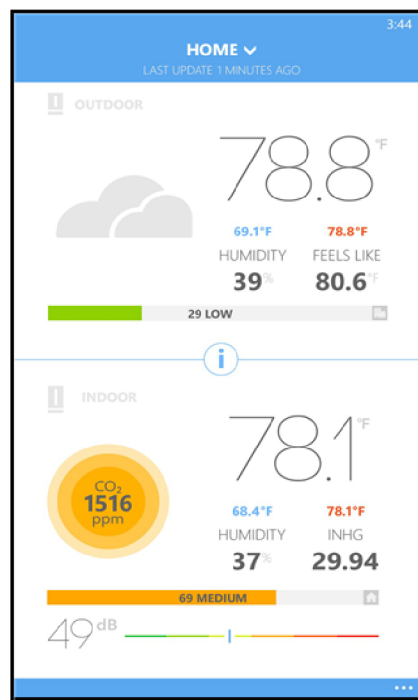 3:44
HOME
LAST UPDATE 1 MINUTES AGO
OUTDOOR
78.8°F
69.1°F 78.8°F
HUMIDITY FEELS LIKE
39% 80.6°F
29 LOW
i
INDOOR
78.1°F
CO₂
1516
ppm
68.4°F 78.1°F
HUMIDITY INHG
37% 29.94
69 MEDIUM
49 dB